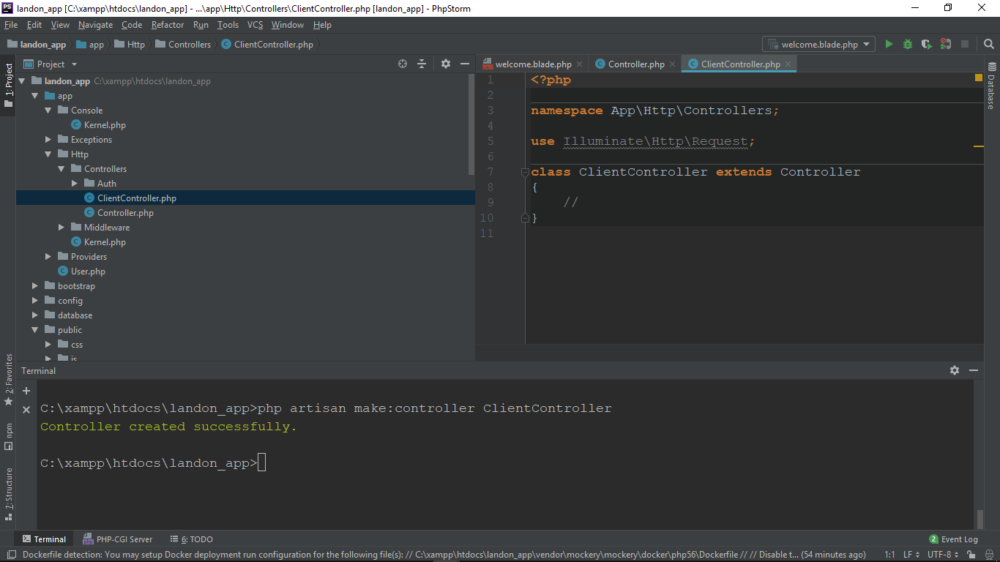 landon_app [C:\xampp\htdocs\landon_app] - ...\app\Http\Controllers\ClientController.php [landon_app] - PhpStorm
File Edit View Navigate Code Refactor Run Tools VCS Window Help
landon_app app Http Controllers ClientController.php welcome.blade.php
1: Project
Project
welcome.blade.php Controller.php ClientController.php
Database
landon_app C:\xampp\htdocs\landon_app
app
Console
Kernel.php
Exceptions
Http
Controllers
Auth
ClientController.php
Controller.php
Middleware
Kernel.php
Providers
User.php
bootstrap
config
database
public
css
js
1 <?php
2
3 namespace App\Http\Controllers;
4
5 use Illuminate\Http\Request;
6
7 class ClientController extends Controller
8 {
9 //
10 }
11
2: Favorites
npm
7: Structure
Terminal
C:\xampp\htdocs\landon_app>php artisan make:controller ClientController
Controller created successfully.
C:\xampp\htdocs\landon_app>
Terminal PHP-CGI Server 6: TODO 2 Event Log
Dockerfile detection: You may setup Docker deployment run configuration for the following file(s): // C:\xampp\htdocs\landon_app\vendor\mockery\mockery\docker\php56\Dockerfile // // Disable t... (54 minutes ago) 1:1 LF UTF-8